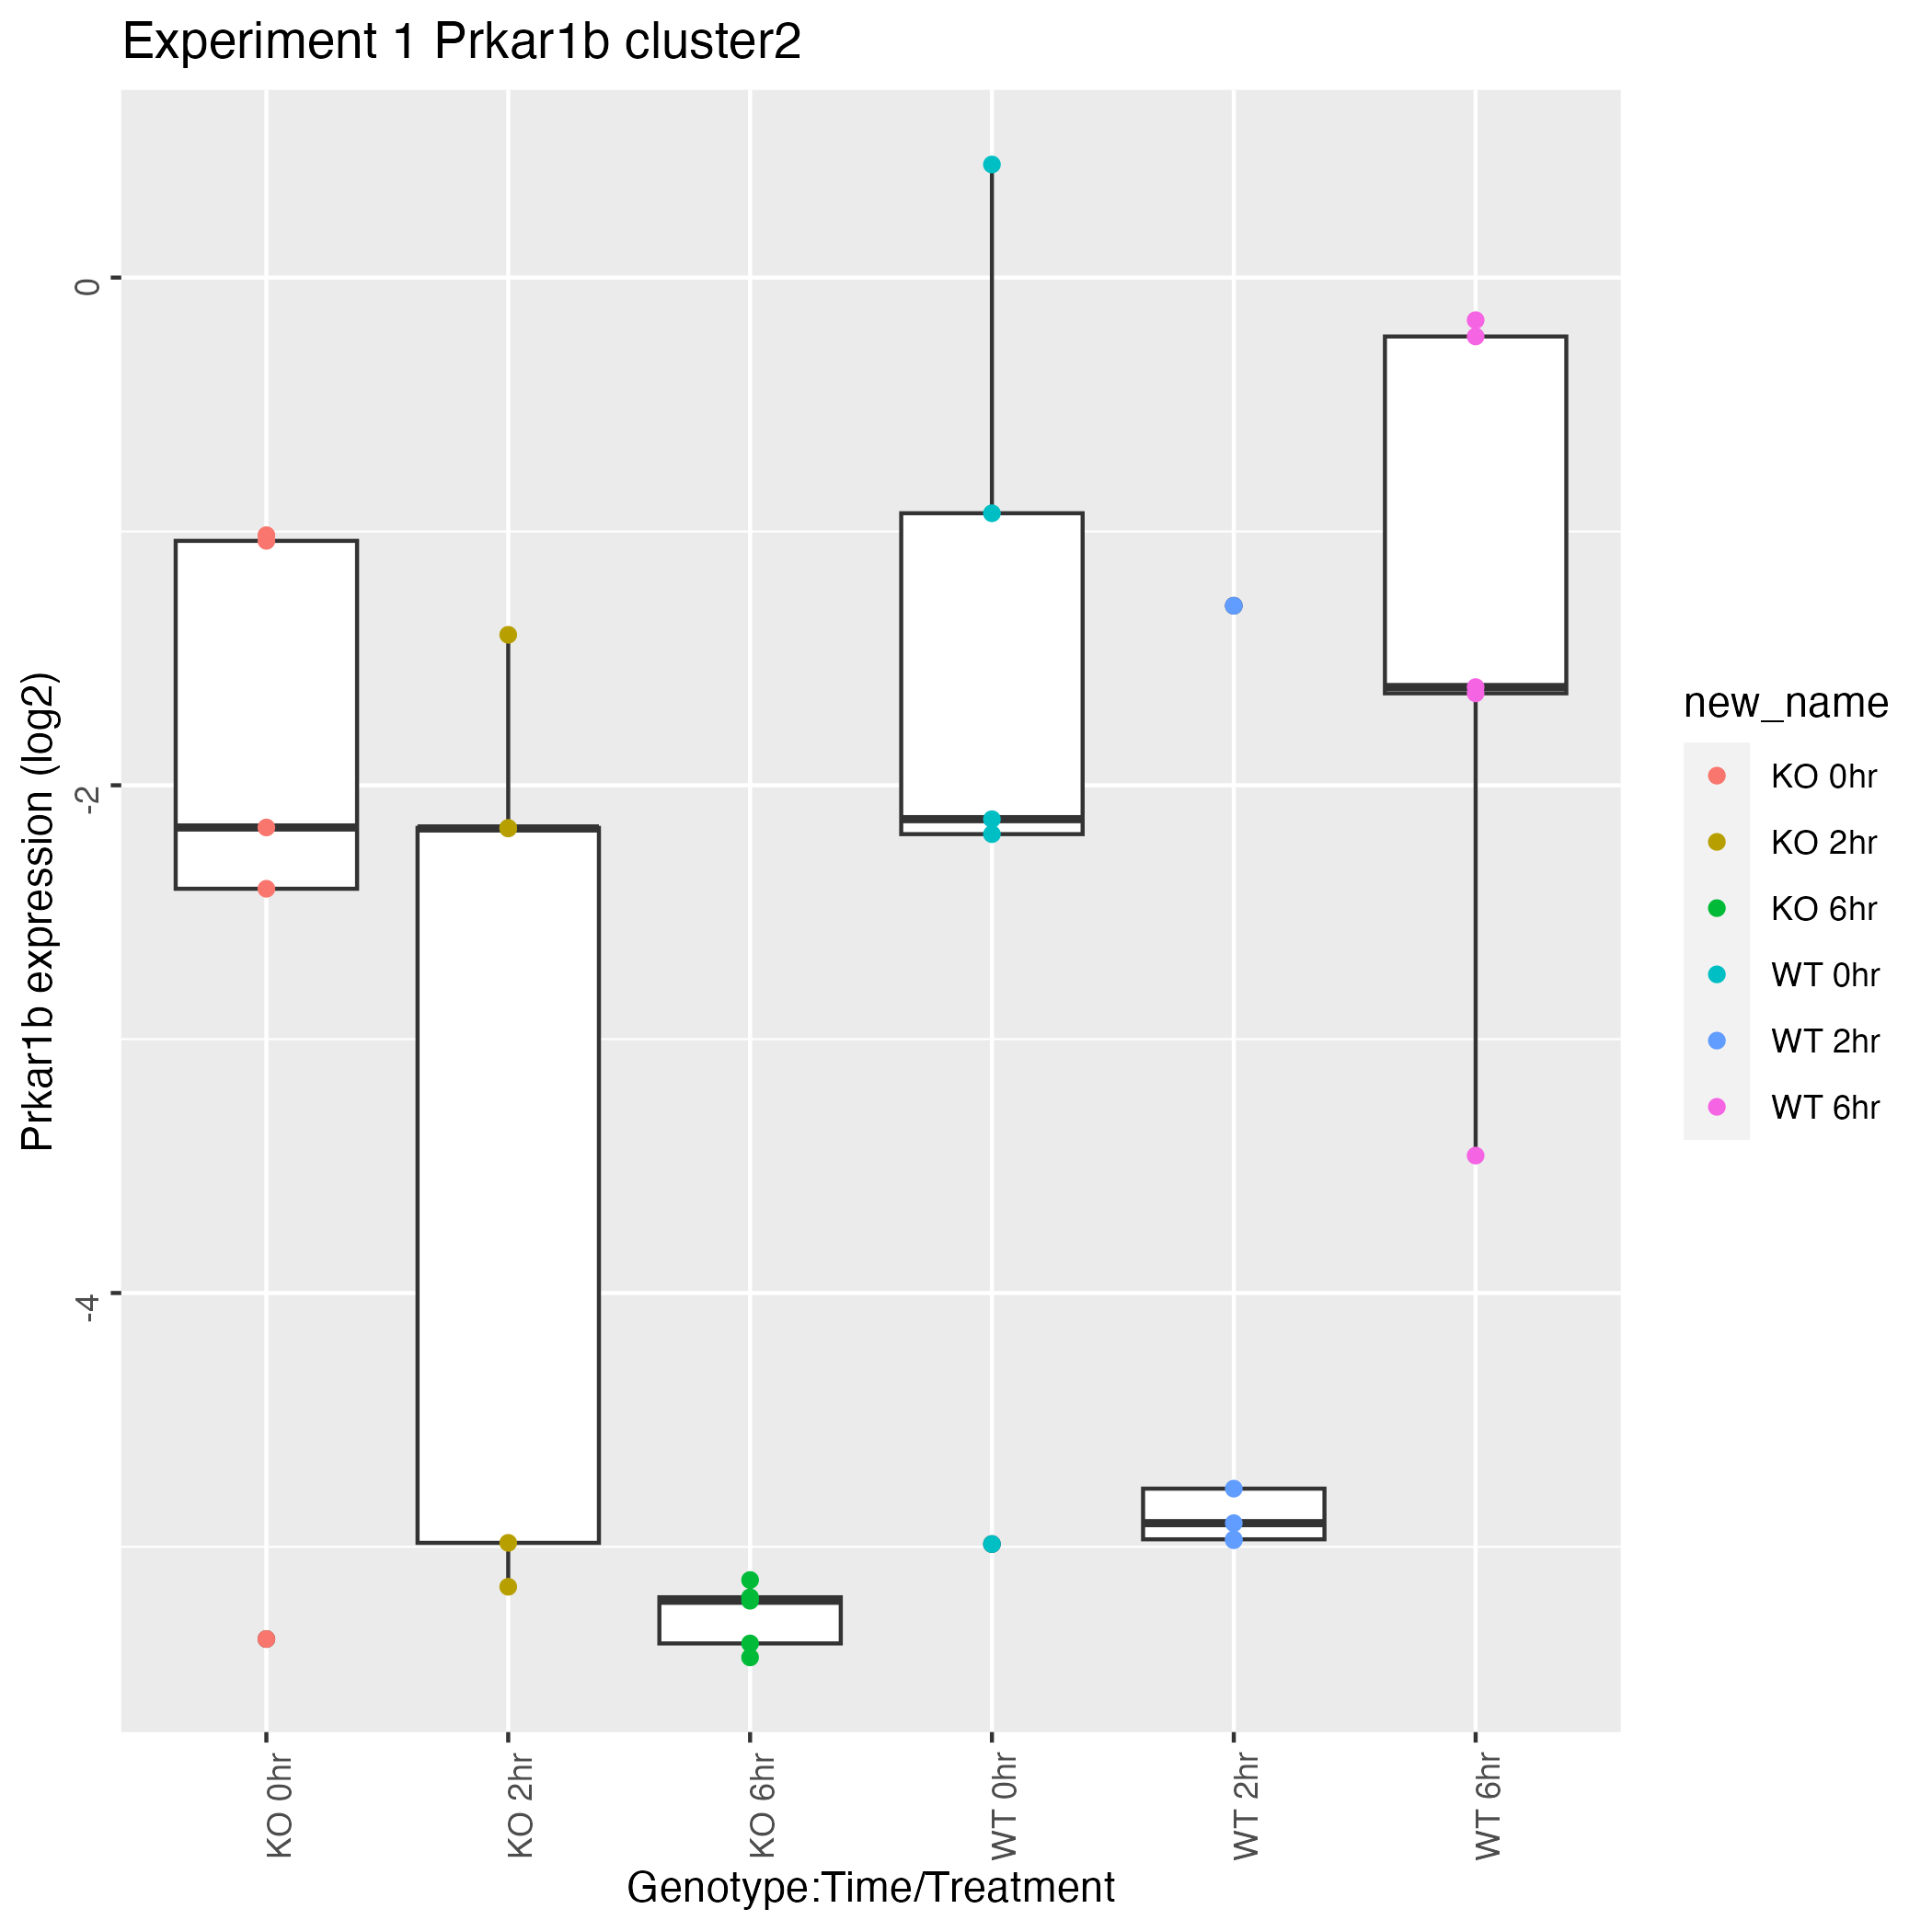 Experiment 1 Prkar1b cluster2
Prkar1b expression (log2)
0
-2
-4
KO 0hr
KO 2hr
KO 6hr
WT 0hr
WT 2hr
WT 6hr
Genotype:Time/Treatment
new_name
KO 0hr
KO 2hr
KO 6hr
WT 0hr
WT 2hr
WT 6hr